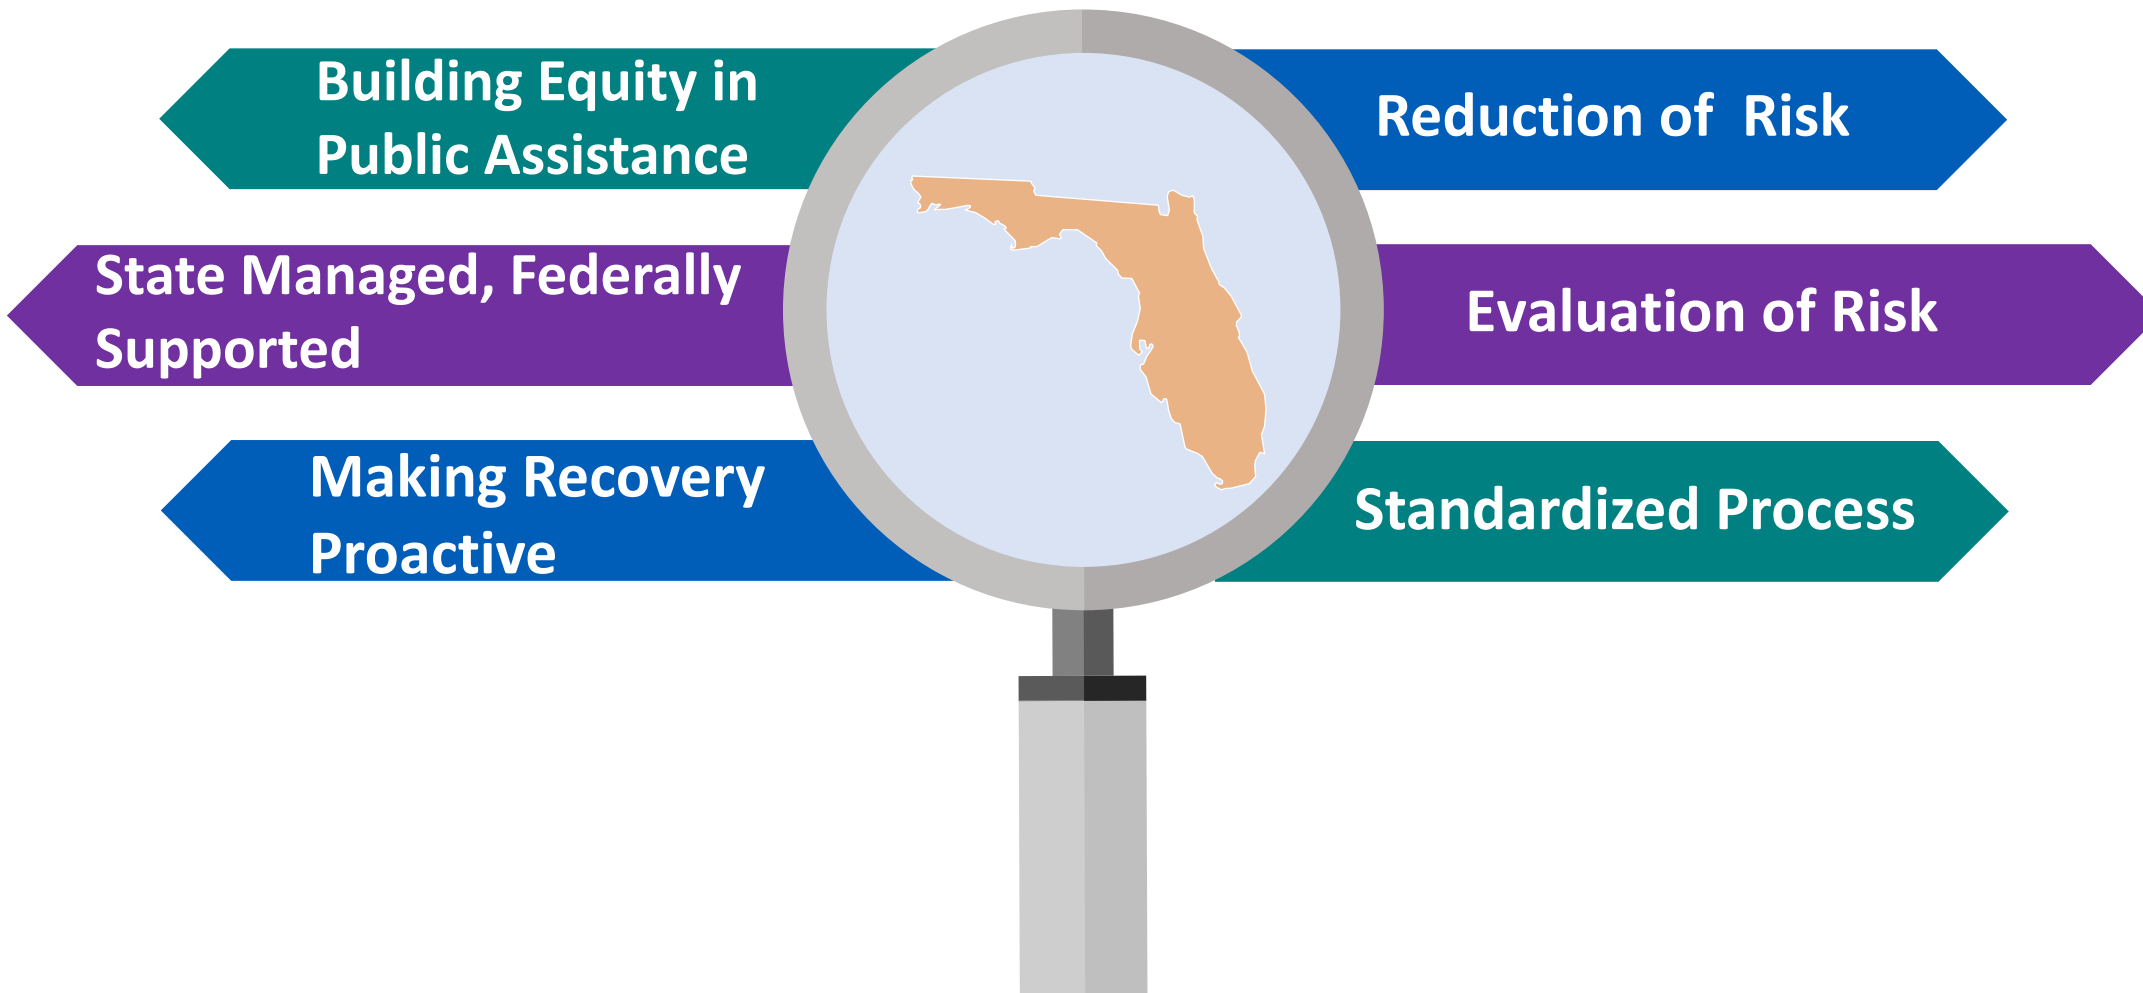 Building Equity in
Public Assistance
State Managed, Federally
Supported
Making Recovery
Proactive
Reduction of  Risk
Evaluation of Risk
Standardized Process